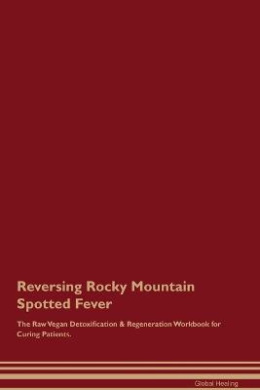 Reversing Rocky Mountain
Spotted Fever
The Raw Vegan Detoxification & Regeneration Workbook for
Curing Patients.
Global Healing